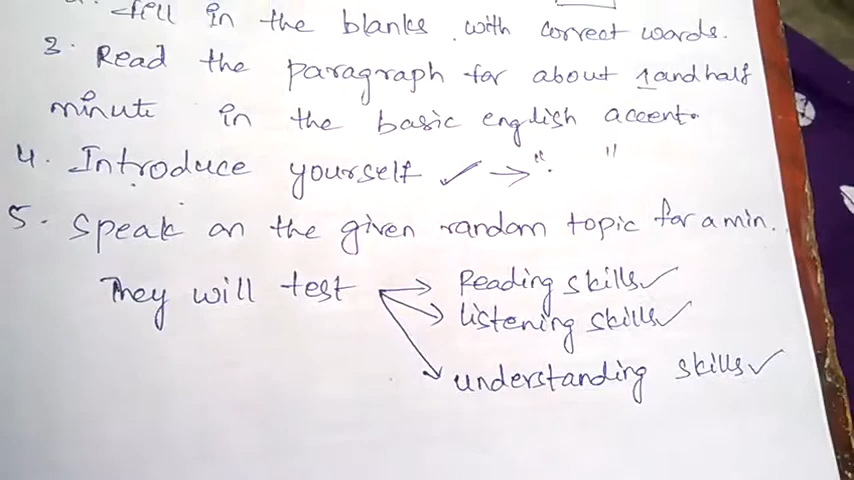 fill in the blanks with correct words.
3. Read the paragraph for about 1 and half
minute in the basic english accent.
4. Introduce yourself ✓ → " . "
5. Speak on the given random topic for a min.
They will test → Reading skills ✓
→ listening skills ✓
→ understanding skills ✓